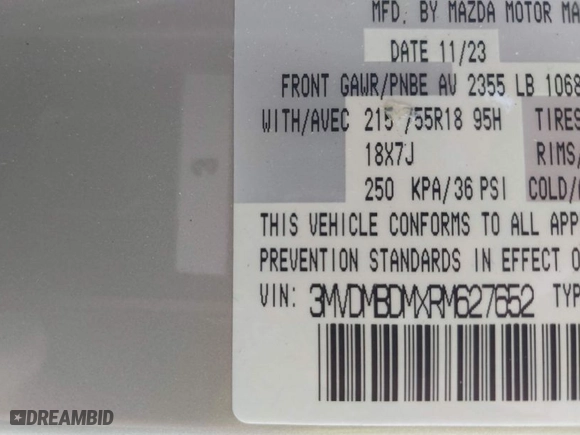 MFD. BY MAZDA MOTOR MA
DATE 11/23
FRONT GAWR/PNBE AV 2355 LB 1068
WITH/AVEC 215 /55R18 95H TIRES
18X7J RIMS/
250 KPA/36 PSI COLD/
THIS VEHICLE CONFORMS TO ALL APP
PREVENTION STANDARDS IN EFFECT O
VIN: 3MVDMBDMXRM627652 TYP
DREAMBID